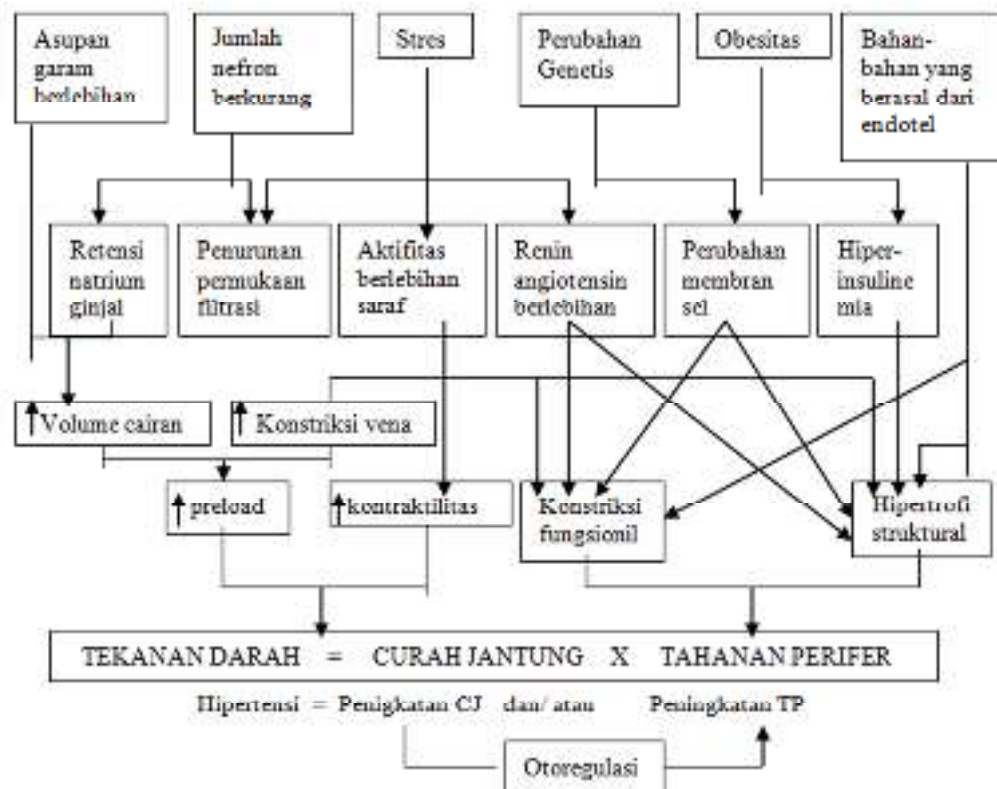 Asupan
garam
berlebihan
Jumlah
nefron
berkurang
Stres
Perubahan
Genetis
Obesitas
Bahan-
bahan yang
berasal dari
endotel
Retensi
natrium
ginjal
Penurunan
permukaan
filtrasi
Aktifitas
berlebihan
saraf
Renin
angiotensin
berlebihan
Perubahan
membran
sel
Hiper-
insuline
mia
Volume cairan
Konstriksi vena
preload
kontraktilitas
Konstriksi
fungsionil
Hipertrofi
struktural
TEKANAN DARAH = CURAH JANTUNG X TAHANAN PERIFER
Hipertensi = Penigkatan CJ dan/ atau Peningkatan TP
Otoregulasi